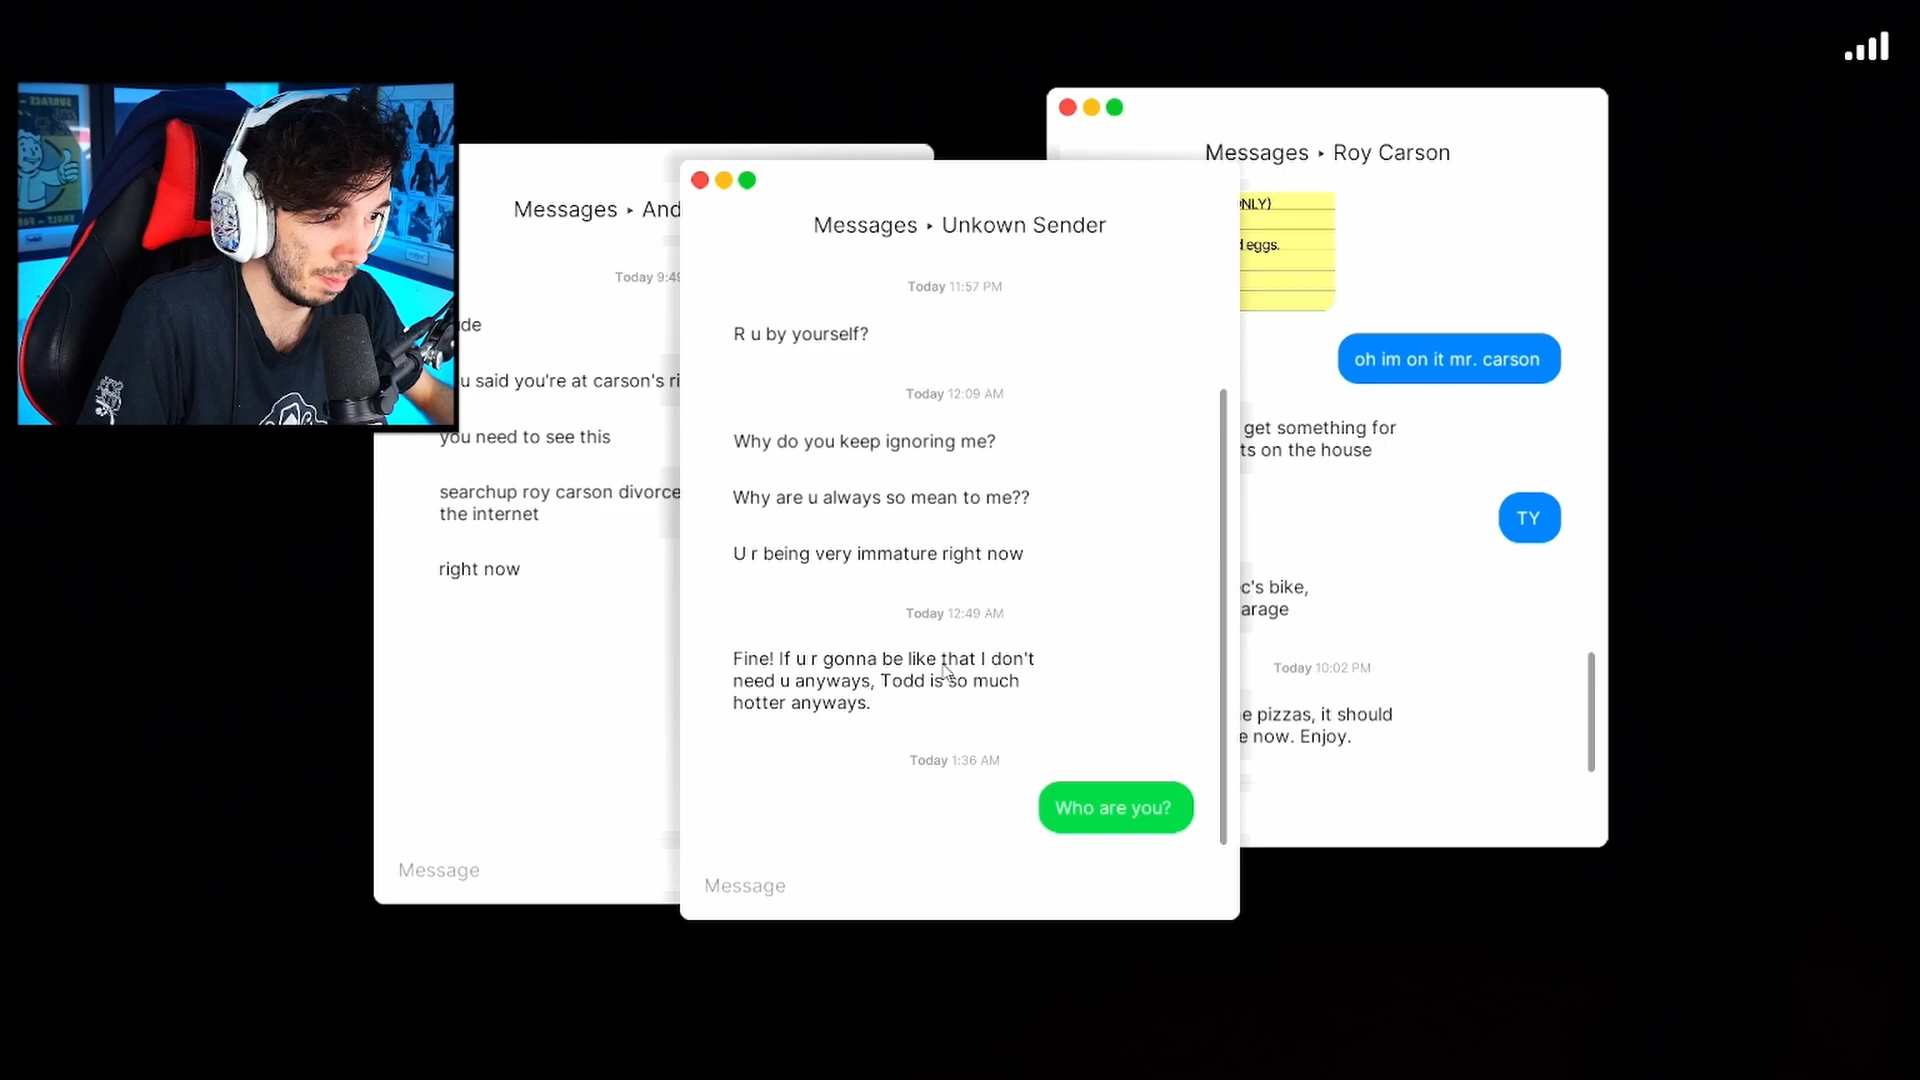 Messages ‣ And
Today 9:49
you said you're at carson's ri
you need to see this
searchup roy carson divorce
the internet
right now
Message
Messages ‣ Unkown Sender
Today 11:57 PM
R u by yourself?
Today 12:09 AM
Why do you keep ignoring me?
Why are u always so mean to me??
U r being very immature right now
Today 12:49 AM
Fine! If u r gonna be like that I don't
need u anyways, Todd is so much
hotter anyways.
Today 1:36 AM
Who are you?
Message
Messages ‣ Roy Carson
NLY)
d eggs.
oh im on it mr. carson
get something for
ts on the house
TY
c's bike,
arage
Today 10:02 PM
e pizzas, it should
e now. Enjoy.